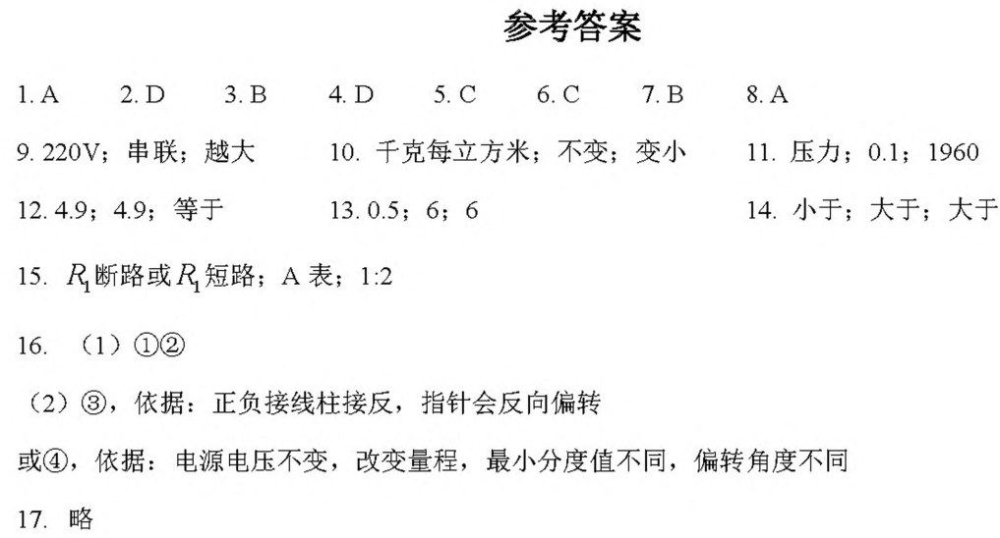 参考答案
1. A 2. D 3. B 4. D 5. C 6. C 7. B 8. A
9. 220V；串联；越大 10. 千克每立方米；不变；变小 11. 压力；0.1；1960
12. 4.9；4.9；等于 13. 0.5；6；6 14. 小于；大于；大于
15. R₁断路或R₁短路；A 表；1:2
16. （1）①②
（2）③，依据：正负接线柱接反，指针会反向偏转
或④，依据：电源电压不变，改变量程，最小分度值不同，偏转角度不同
17. 略